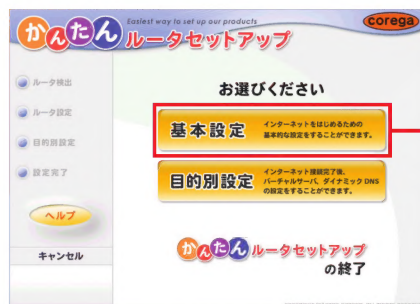 かんたん
Easiest way to set up our products
ルータセットアップ
corega
ルータ検出
ルータ設定
目的別設定
設定完了
ヘルプ
キャンセル
お選びください
基本設定
インターネットをはじめるための
基本的な設定をすることができます。
目的別設定
インターネット接続完了後、
バーチャルサーバ、ダイナミック DNS
の設定をすることができます。
かんたん ルータセットアップ
の終了